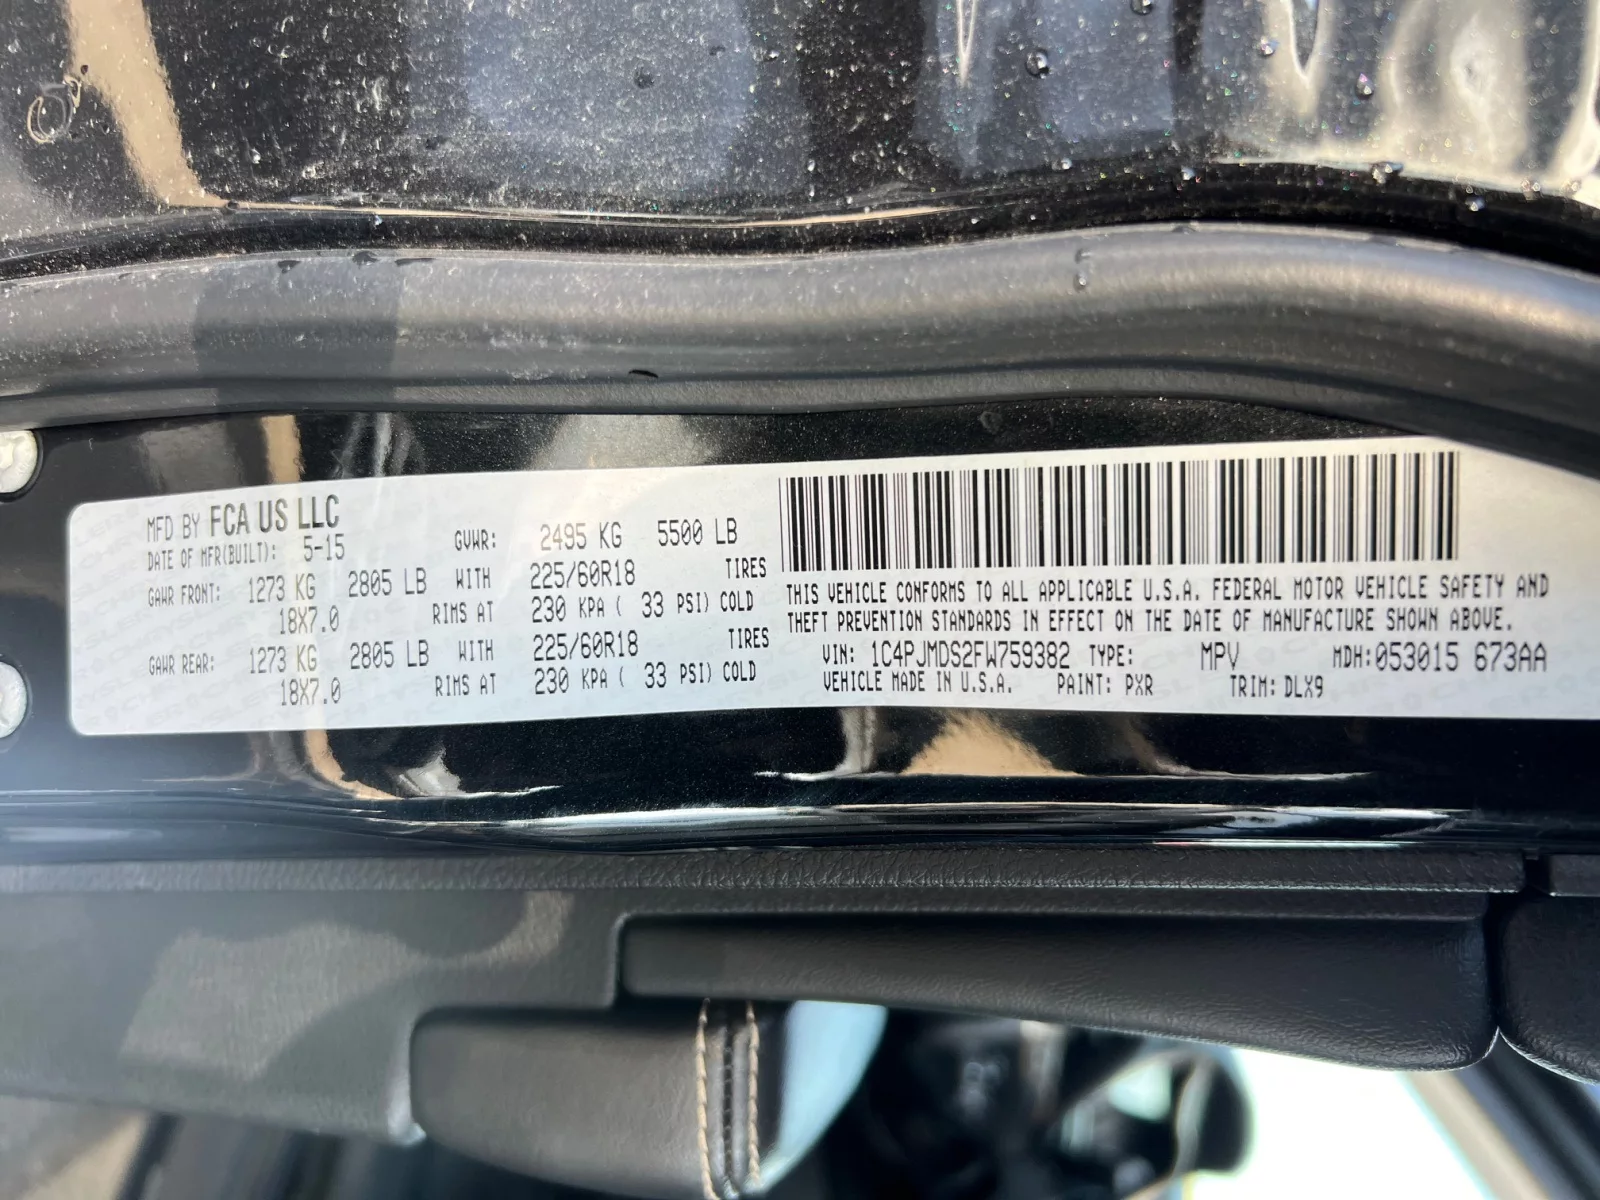 MFD BY FCA US LLC
DATE OF MFR(BUILT): 5-15 GVWR: 2495 KG 5500 LB
GAWR FRONT: 1273 KG 2805 LB WITH 225/60R18 TIRES
18X7.0 RIMS AT 230 KPA ( 33 PSI) COLD
GAWR REAR: 1273 KG 2805 LB WITH 225/60R18 TIRES
18X7.0 RIMS AT 230 KPA ( 33 PSI) COLD
THIS VEHICLE CONFORMS TO ALL APPLICABLE U.S.A. FEDERAL MOTOR VEHICLE SAFETY AND
THEFT PREVENTION STANDARDS IN EFFECT ON THE DATE OF MANUFACTURE SHOWN ABOVE.
VIN: 1C4PJMDS2FW759382 TYPE: MPV MDH:053015 673AA
VEHICLE MADE IN U.S.A. PAINT: PXR TRIM: DLX9